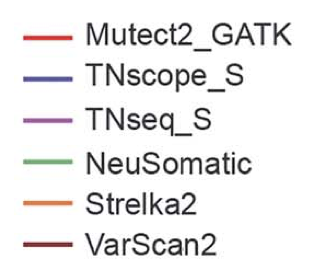 Mutect2_GATK
TNscope_S
TNseq_S
NeuSomatic
Strelka2
VarScan2